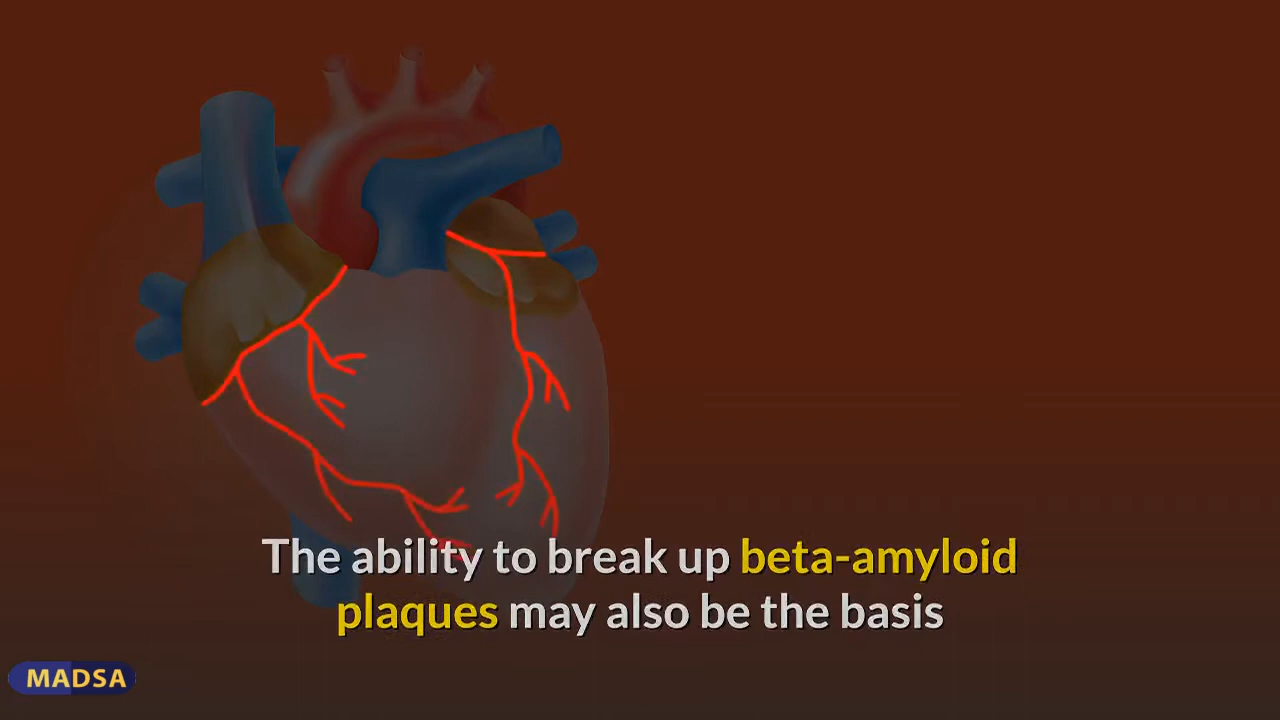 The ability to break up beta-amyloid
plaques may also be the basis
MADSA